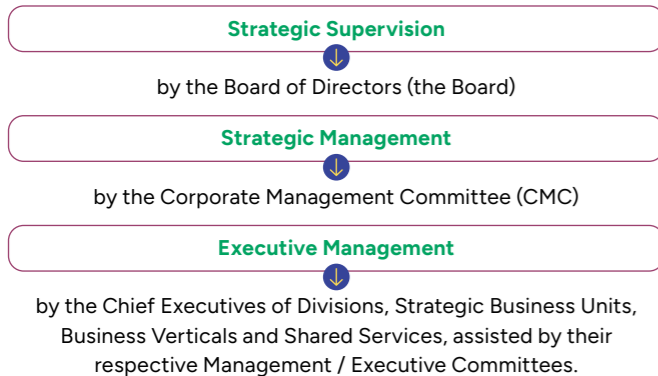 Strategic Supervision
by the Board of Directors (the Board)
Strategic Management
by the Corporate Management Committee (CMC)
Executive Management
by the Chief Executives of Divisions, Strategic Business Units,
Business Verticals and Shared Services, assisted by their
respective Management / Executive Committees.